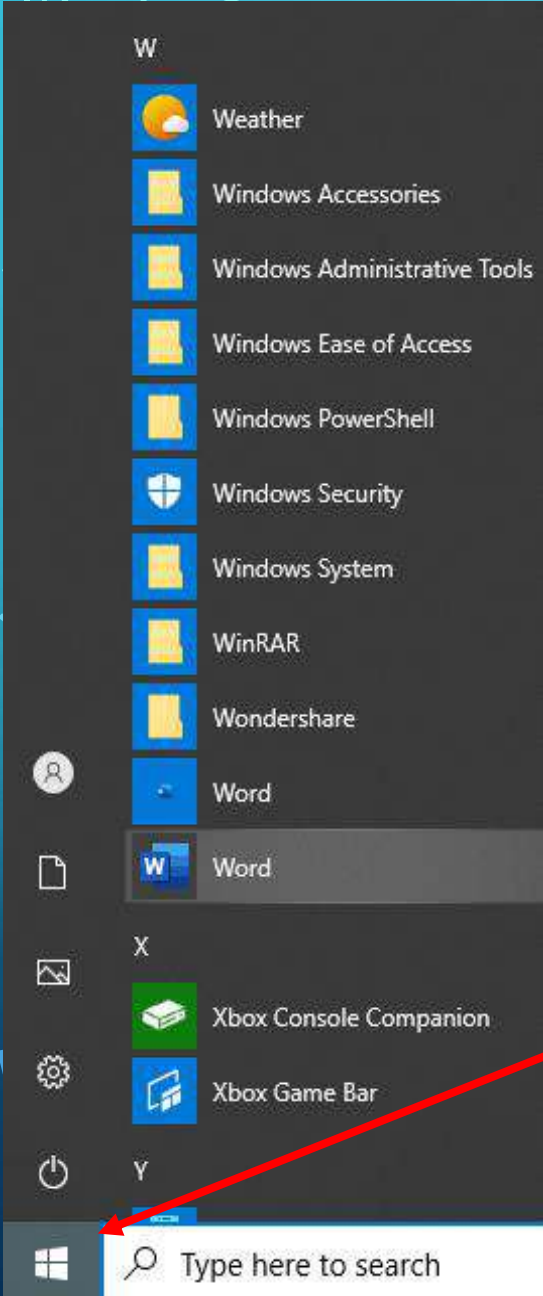 W
Weather
Windows Accessories
Windows Administrative Tools
Windows Ease of Access
Windows PowerShell
Windows Security
Windows System
WinRAR
Wondershare
Word
W Word
X
Xbox Console Companion
Xbox Game Bar
Y
Type here to search